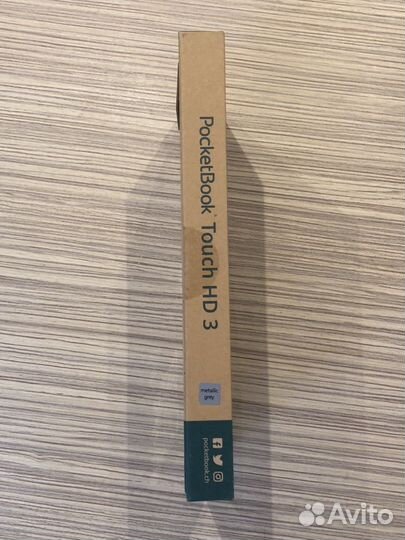 PocketBook® Touch HD 3
metallic
grey
pocketbook.ch
Avito